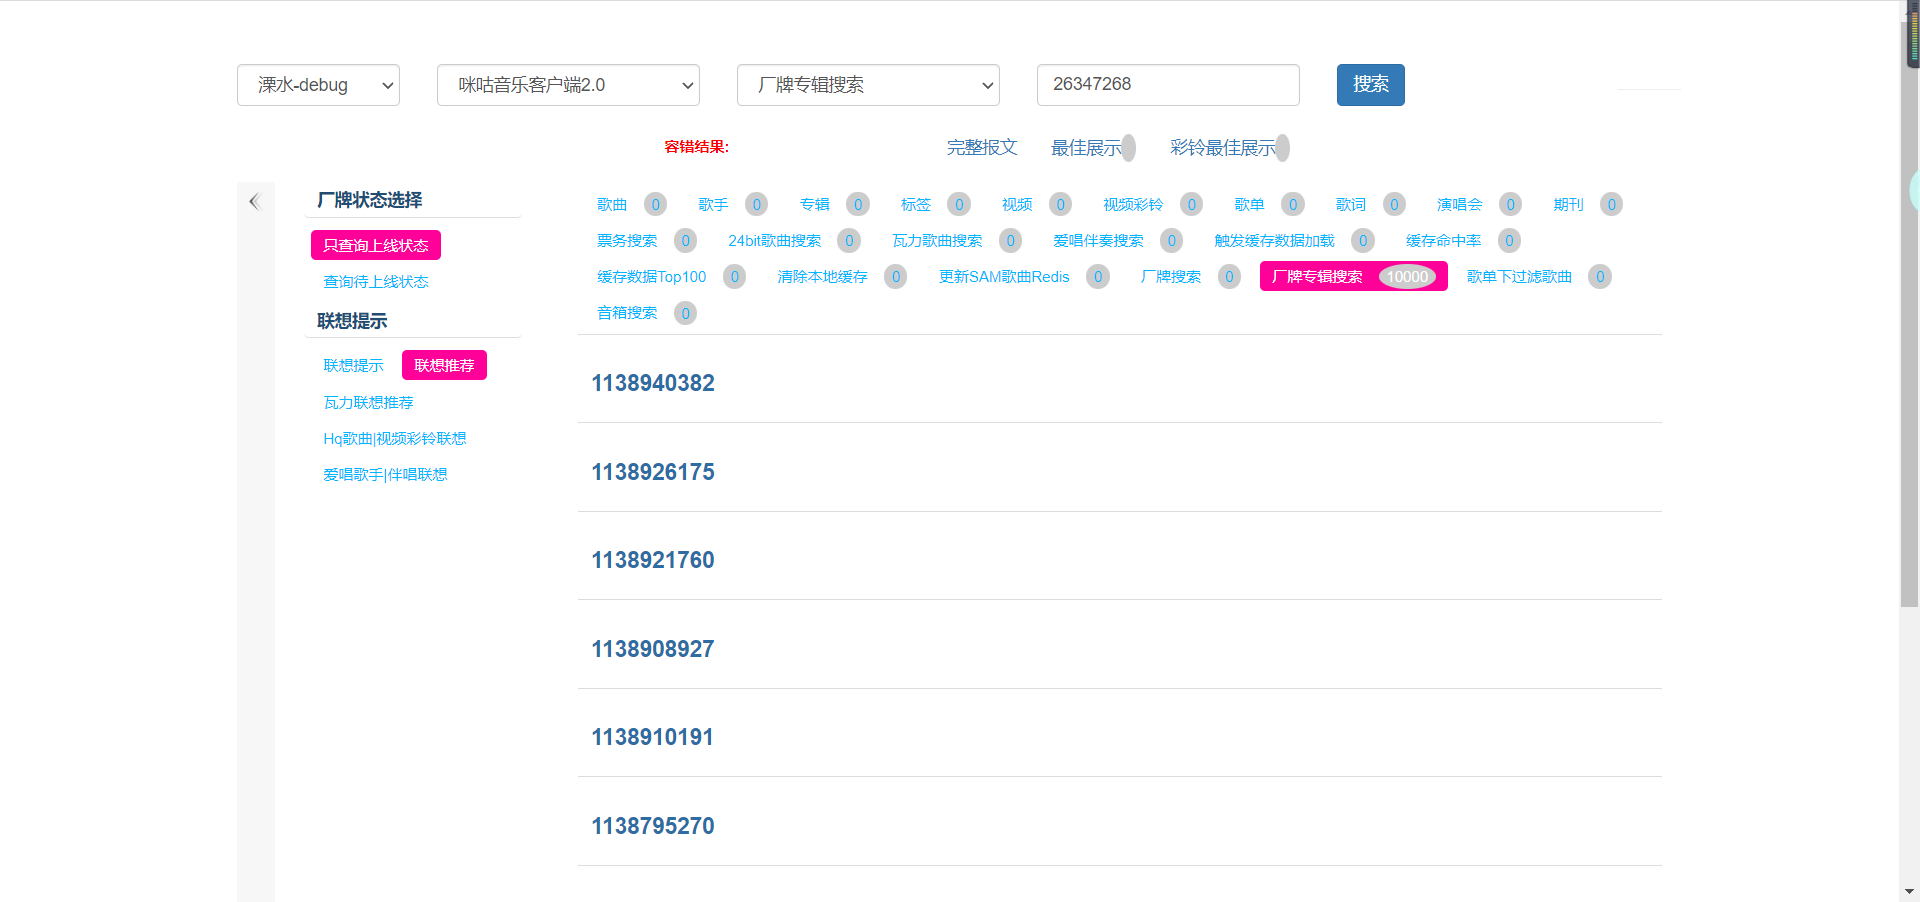 溧水-debug 咪咕音乐客户端2.0 厂牌专辑搜索 26347268 搜索
容错结果: 完整报文 最佳展示 彩铃最佳展示
厂牌状态选择
只查询上线状态
查询待上线状态
联想提示
联想提示 联想推荐
瓦力联想推荐
Hq歌曲|视频彩铃联想
爱唱歌手|伴唱联想
歌曲 0 歌手 0 专辑 0 标签 0 视频 0 视频彩铃 0 歌单 0 歌词 0 演唱会 0 期刊 0
票务搜索 0 24bit歌曲搜索 0 瓦力歌曲搜索 0 爱唱伴奏搜索 0 触发缓存数据加载 0 缓存命中率 0
缓存数据Top100 0 清除本地缓存 0 更新SAM歌曲Redis 0 厂牌搜索 0 厂牌专辑搜索 10000 歌单下过滤歌曲 0
音箱搜索 0
1138940382
1138926175
1138921760
1138908927
1138910191
1138795270